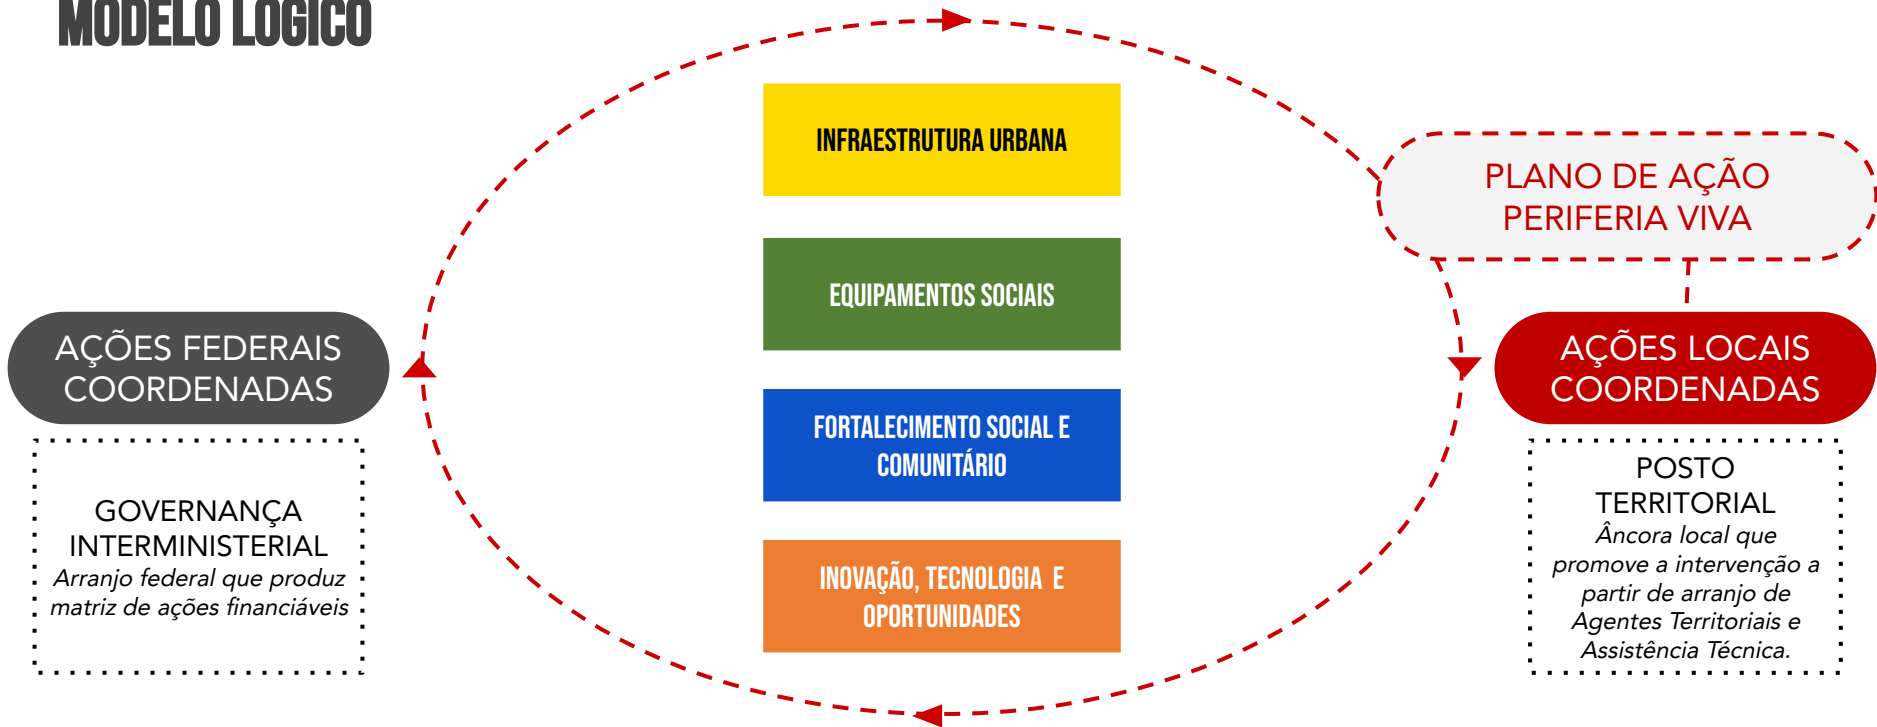 MODELO LÓGICO
INFRAESTRUTURA URBANA
EQUIPAMENTOS SOCIAIS
FORTALECIMENTO SOCIAL E
COMUNITÁRIO
INOVAÇÃO, TECNOLOGIA E
OPORTUNIDADES
AÇÕES FEDERAIS
COORDENADAS
GOVERNANÇA
INTERMINISTERIAL
Arranjo federal que produz
matriz de ações financiáveis
PLANO DE AÇÃO
PERIFERIA VIVA
AÇÕES LOCAIS
COORDENADAS
POSTO
TERRITORIAL
Âncora local que
promove a intervenção a
partir de arranjo de
Agentes Territoriais e
Assistência Técnica.